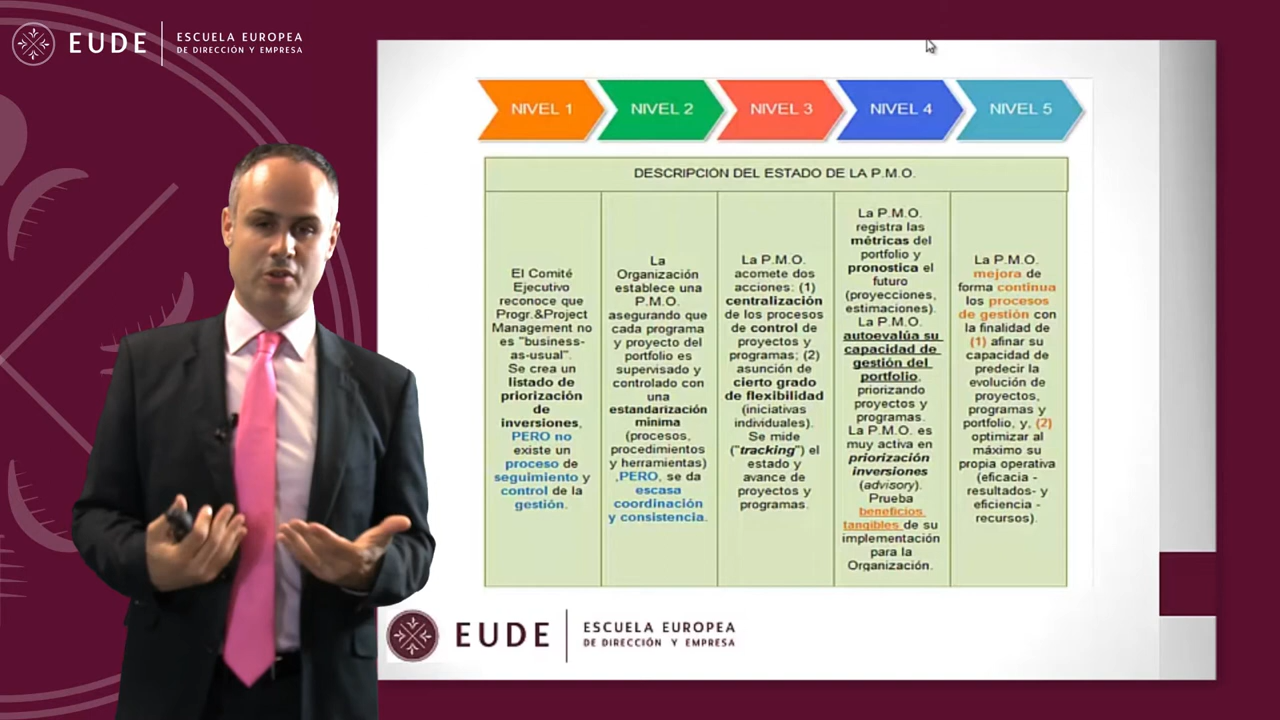 EUDE
ESCUELA EUROPEA
DE DIRECCIÓN Y EMPRESA
NIVEL 1
NIVEL 2
NIVEL 3
NIVEL 4
NIVEL 5
DESCRIPCION DEL ESTADO DE LA P.M.O.
El Comité
Ejecutivo
reconoce que
Progr.&Project
Management no
es "business-
as-usual".
Se crea un
listado de
priorización
de
inversiones,
PERO no
existe un
proceso de
seguimiento y
control de la
gestión.
La
Organización
establece una
P.M.O.
asegurando que
cada programa
y proyecto del
portfolio es
supervisado y
controlado con
una
estandarización
mínima
(procesos,
procedimientos
y herramientas)
,PERO, se da
escasa
coordinación
y consistencia.
La P.M.O.
acomete dos
acciones: (1)
centralización
de los procesos
de control de
proyectos y
programas; (2)
asunción de
cierto grado
de flexibilidad
(iniciativas
individuales).
Se mide
("tracking") el
estado y
avance de
proyectos y
programas.
La P.M.O.
registra las
métricas del
portfolio y
pronostica el
futuro
(proyecciones,
estimaciones).
La P.M.O.
autoevalúa su
capacidad de
gestión del
portfolio,
priorizando
proyectos y
programas.
La P.M.O. es
muy activa en
priorización
inversiones
(advisory).
Prueba
beneficios
tangibles de su
implementación
para la
Organización.
La P.M.O.
mejora de
forma continua
los procesos
de gestión con
la finalidad de
(1) afinar su
capacidad de
predecir la
evolución de
proyectos,
programas y
portfolio, y, (2)
optimizar al
máximo su
propia operativa
(eficacia -
resultados- y
eficiencia -
recursos).
EUDE
ESCUELA EUROPEA
DE DIRECCIÓN Y EMPRESA